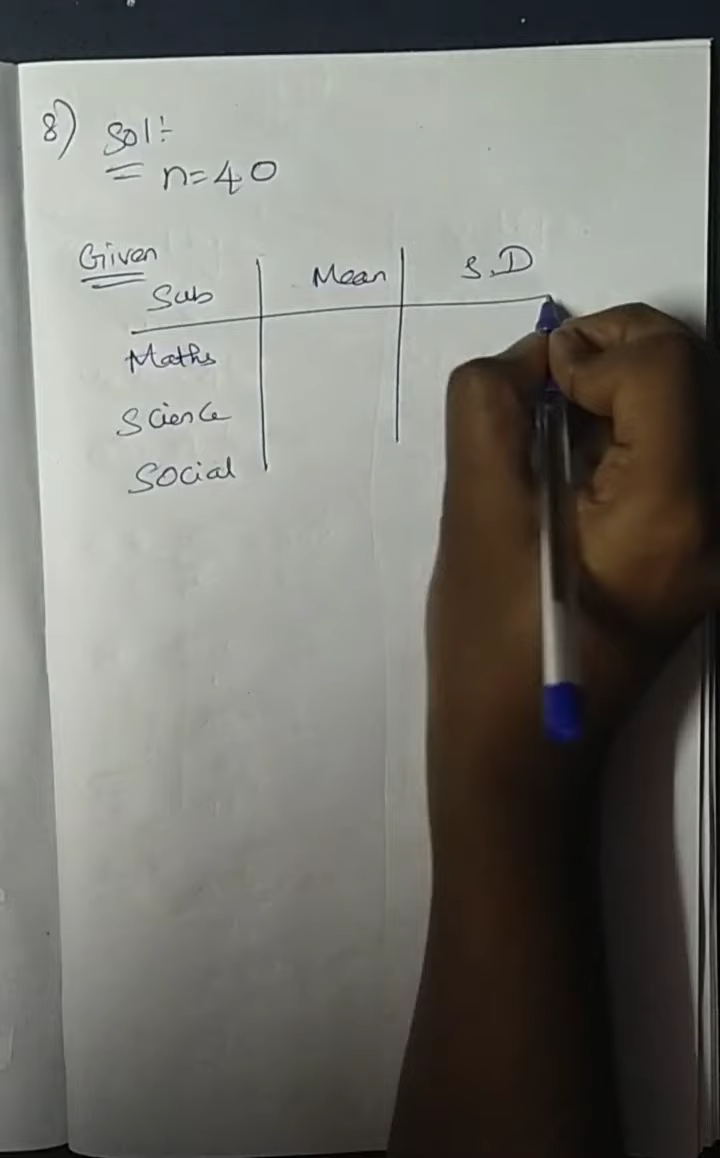 8) Sol:-
n=40
Given
Sub Mean S.D
Maths
Science
Social